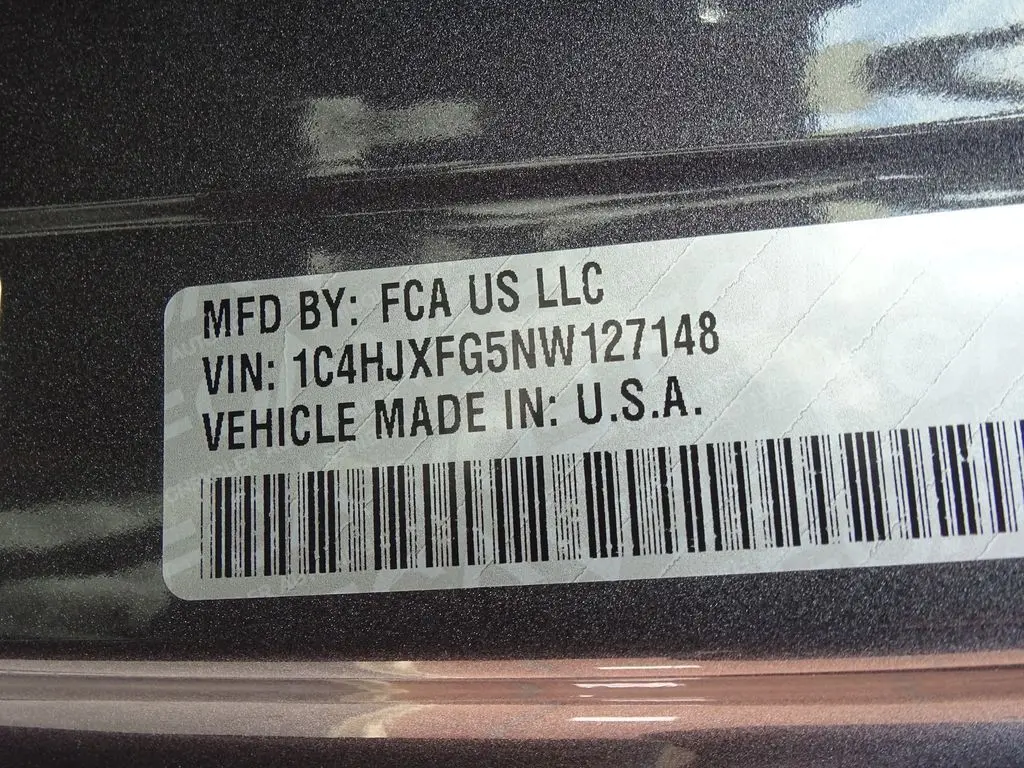 MFD BY: FCA US LLC
VIN: 1C4HJXFG5NW127148
VEHICLE MADE IN: U.S.A.